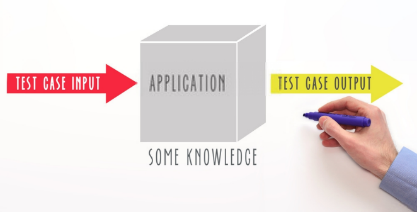 TEST CASE INPUT
APPLICATION
TEST CASE OUTPUT
SOME KNOWLEDGE